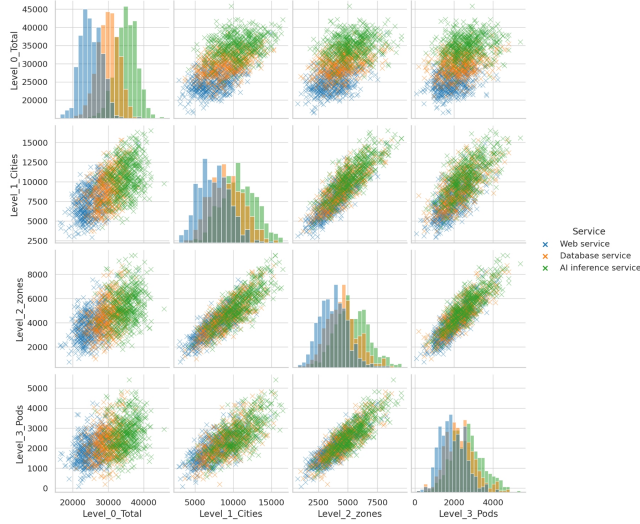 Level_0_Total
45000
40000
35000
30000
25000
20000
Level_1_Cities
15000
12500
10000
7500
5000
2500
Service
Web service
Database service
AI inference service
Level_2_zones
8000
6000
4000
2000
Level_3_Pods
5000
4000
3000
2000
1000
0
20000 30000 40000
5000 10000 15000
2500 5000 7500
0 2000 4000
Level_0_Total
Level_1_Cities
Level_2_zones
Level_3_Pods